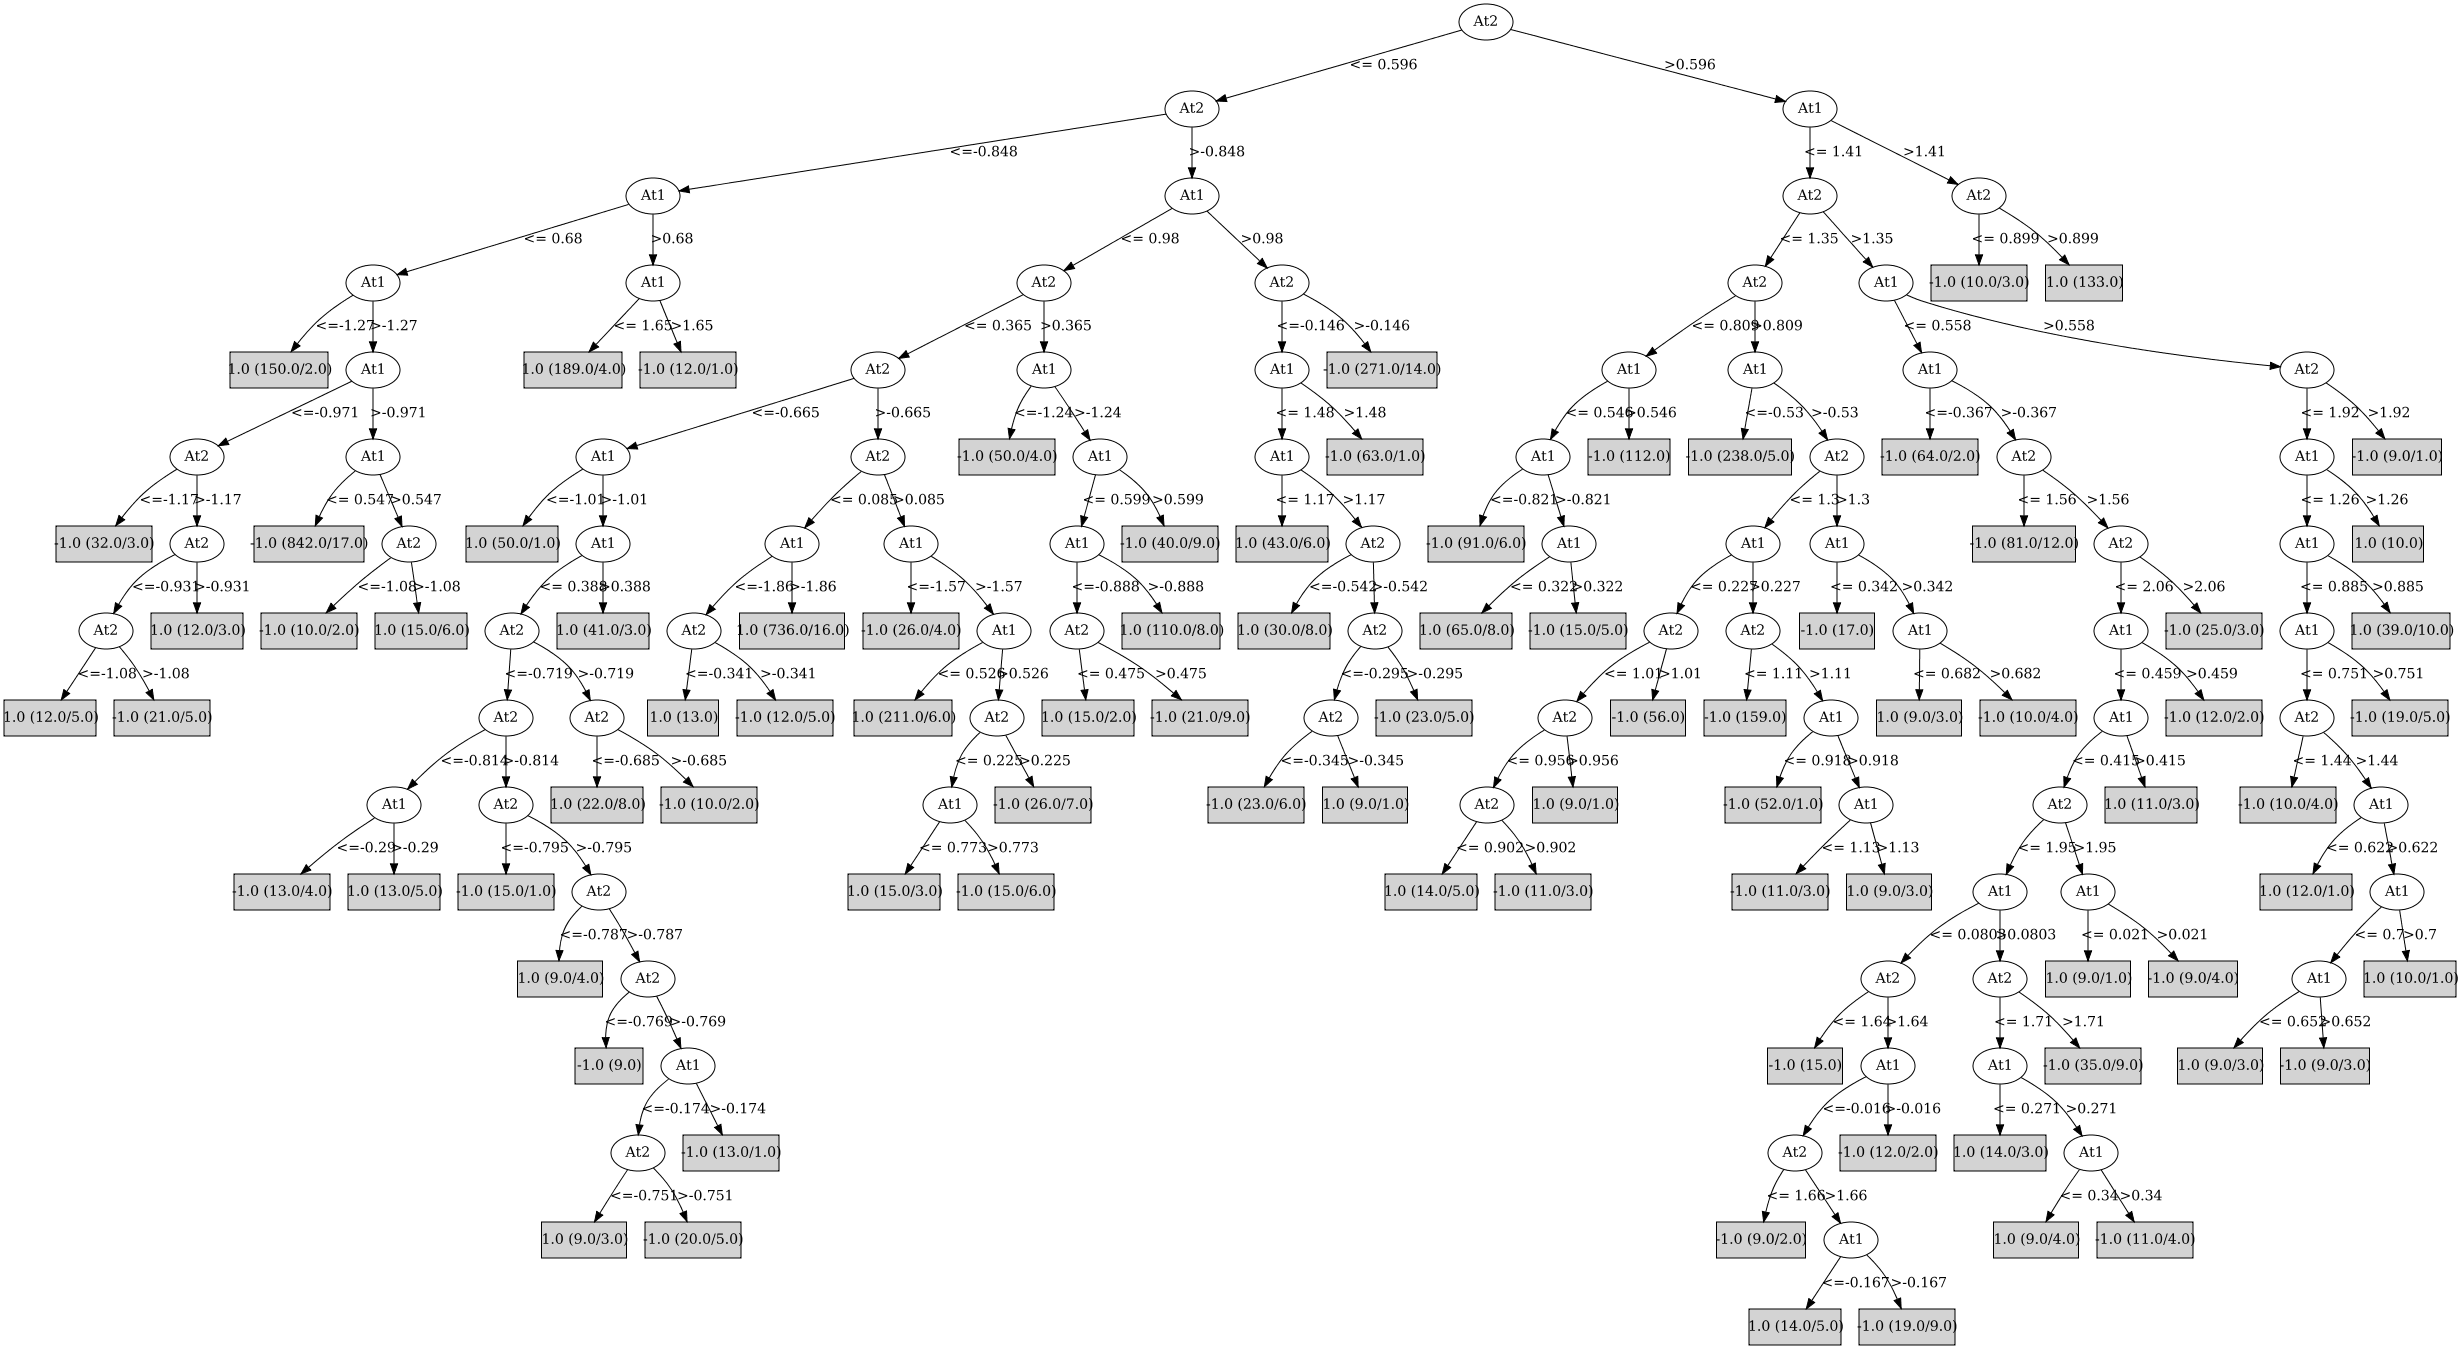 At2
<= 0.596 >0.596
At2 At1
<=-0.848 >-0.848 <= 1.41 >1.41
At1 At1 At2 At2
<= 0.68 >0.68 <= 0.98 >0.98 <= 1.35 >1.35 <= 0.899 >0.899
At1 At1 At2 At2 At2 At1 -1.0 (10.0/3.0) 1.0 (133.0)
<=-1.27 >-1.27 <= 1.65 >1.65 <= 0.365 >0.365 <=-0.146 >-0.146 <= 0.809 >0.809 <= 0.558 >0.558
1.0 (150.0/2.0) At1 1.0 (189.0/4.0) -1.0 (12.0/1.0) At2 At1 At1 -1.0 (271.0/14.0) At1 At1 At1 At2
<=-0.971 >-0.971 <=-0.665 >-0.665 <=-1.24 >-1.24 <= 1.48 >1.48 <= 0.546 >0.546 <=-0.53 >-0.53 <=-0.367 >-0.367 <= 1.92 >1.92
At2 At1 At1 At2 -1.0 (50.0/4.0) At1 At1 -1.0 (63.0/1.0) At1 -1.0 (112.0) -1.0 (238.0/5.0) At2 -1.0 (64.0/2.0) At2 At1 -1.0 (9.0/1.0)
<=-1.17 >-1.17 <= 0.547 >0.547 <=-1.01 >-1.01 <= 0.085 >0.085 <= 0.599 >0.599 <= 1.17 >1.17 <=-0.821 >-0.821 <= 1.3 >1.3 <= 1.56 >1.56 <= 1.26 >1.26
-1.0 (32.0/3.0) At2 -1.0 (842.0/17.0) At2 1.0 (50.0/1.0) At1 At1 At1 At1 -1.0 (40.0/9.0) 1.0 (43.0/6.0) At2 -1.0 (91.0/6.0) At1 At1 At1 -1.0 (81.0/12.0) At2 At1 1.0 (10.0)
<=-0.931 >-0.931 <=-1.08 >-1.08 <= 0.388 >0.388 <=-1.86 >-1.86 <=-1.57 >-1.57 <=-0.888 >-0.888 <=-0.542 >-0.542 <= 0.322 >0.322 <= 0.227 >0.227 <= 0.342 >0.342 <= 2.06 >2.06 <= 0.885 >0.885
At2 1.0 (12.0/3.0) -1.0 (10.0/2.0) 1.0 (15.0/6.0) At2 1.0 (41.0/3.0) At2 1.0 (736.0/16.0) -1.0 (26.0/4.0) At1 At2 1.0 (110.0/8.0) 1.0 (30.0/8.0) At2 1.0 (65.0/8.0) -1.0 (15.0/5.0) At2 At2 -1.0 (17.0) At1 At1 -1.0 (25.0/3.0) At1 1.0 (39.0/10.0)
<=-1.08 >-1.08 <=-0.719 >-0.719 <=-0.341 >-0.341 <= 0.526 >0.526 <= 0.475 >0.475 <=-0.295 >-0.295 <= 1.01 >1.01 <= 1.11 >1.11 <= 0.682 >0.682 <= 0.459 >0.459 <= 0.751 >0.751
1.0 (12.0/5.0) -1.0 (21.0/5.0) At2 At2 1.0 (13.0) -1.0 (12.0/5.0) 1.0 (211.0/6.0) At2 1.0 (15.0/2.0) -1.0 (21.0/9.0) At2 -1.0 (23.0/5.0) At2 -1.0 (56.0) -1.0 (159.0) At1 1.0 (9.0/3.0) -1.0 (10.0/4.0) At1 -1.0 (12.0/2.0) At2 -1.0 (19.0/5.0)
<=-0.814 >-0.814 <=-0.685 >-0.685 <= 0.225 >0.225 <=-0.345 >-0.345 <= 0.956 >0.956 <= 0.918 >0.918 <= 0.415 >0.415 <= 1.44 >1.44
At1 At2 1.0 (22.0/8.0) -1.0 (10.0/2.0) At1 -1.0 (26.0/7.0) -1.0 (23.0/6.0) 1.0 (9.0/1.0) At2 1.0 (9.0/1.0) -1.0 (52.0/1.0) At1 At2 1.0 (11.0/3.0) -1.0 (10.0/4.0) At1
<=-0.29 >-0.29 <=-0.795 >-0.795 <= 0.773 >0.773 <= 0.902 >0.902 <= 1.13 >1.13 <= 1.95 >1.95 <= 0.622 >0.622
-1.0 (13.0/4.0) 1.0 (13.0/5.0) -1.0 (15.0/1.0) At2 1.0 (15.0/3.0) -1.0 (15.0/6.0) 1.0 (14.0/5.0) -1.0 (11.0/3.0) -1.0 (11.0/3.0) 1.0 (9.0/3.0) At1 At1 1.0 (12.0/1.0) At1
<=-0.787 >-0.787 <= 0.0803 >0.0803 <= 0.021 >0.021 <= 0.7 >0.7
1.0 (9.0/4.0) At2 At2 At2 1.0 (9.0/1.0) -1.0 (9.0/4.0) At1 1.0 (10.0/1.0)
<=-0.769 >-0.769 <= 1.64 >1.64 <= 1.71 >1.71 <= 0.652 >0.652
-1.0 (9.0) At1 -1.0 (15.0) At1 At1 -1.0 (35.0/9.0) 1.0 (9.0/3.0) -1.0 (9.0/3.0)
<=-0.174 >-0.174 <=-0.016 >-0.016 <= 0.271 >0.271
At2 -1.0 (13.0/1.0) At2 -1.0 (12.0/2.0) 1.0 (14.0/3.0) At1
<=-0.751 >-0.751 <= 1.66 >1.66 <= 0.34 >0.34
1.0 (9.0/3.0) -1.0 (20.0/5.0) -1.0 (9.0/2.0) At1 1.0 (9.0/4.0) -1.0 (11.0/4.0)
<=-0.167 >-0.167
1.0 (14.0/5.0) -1.0 (19.0/9.0)